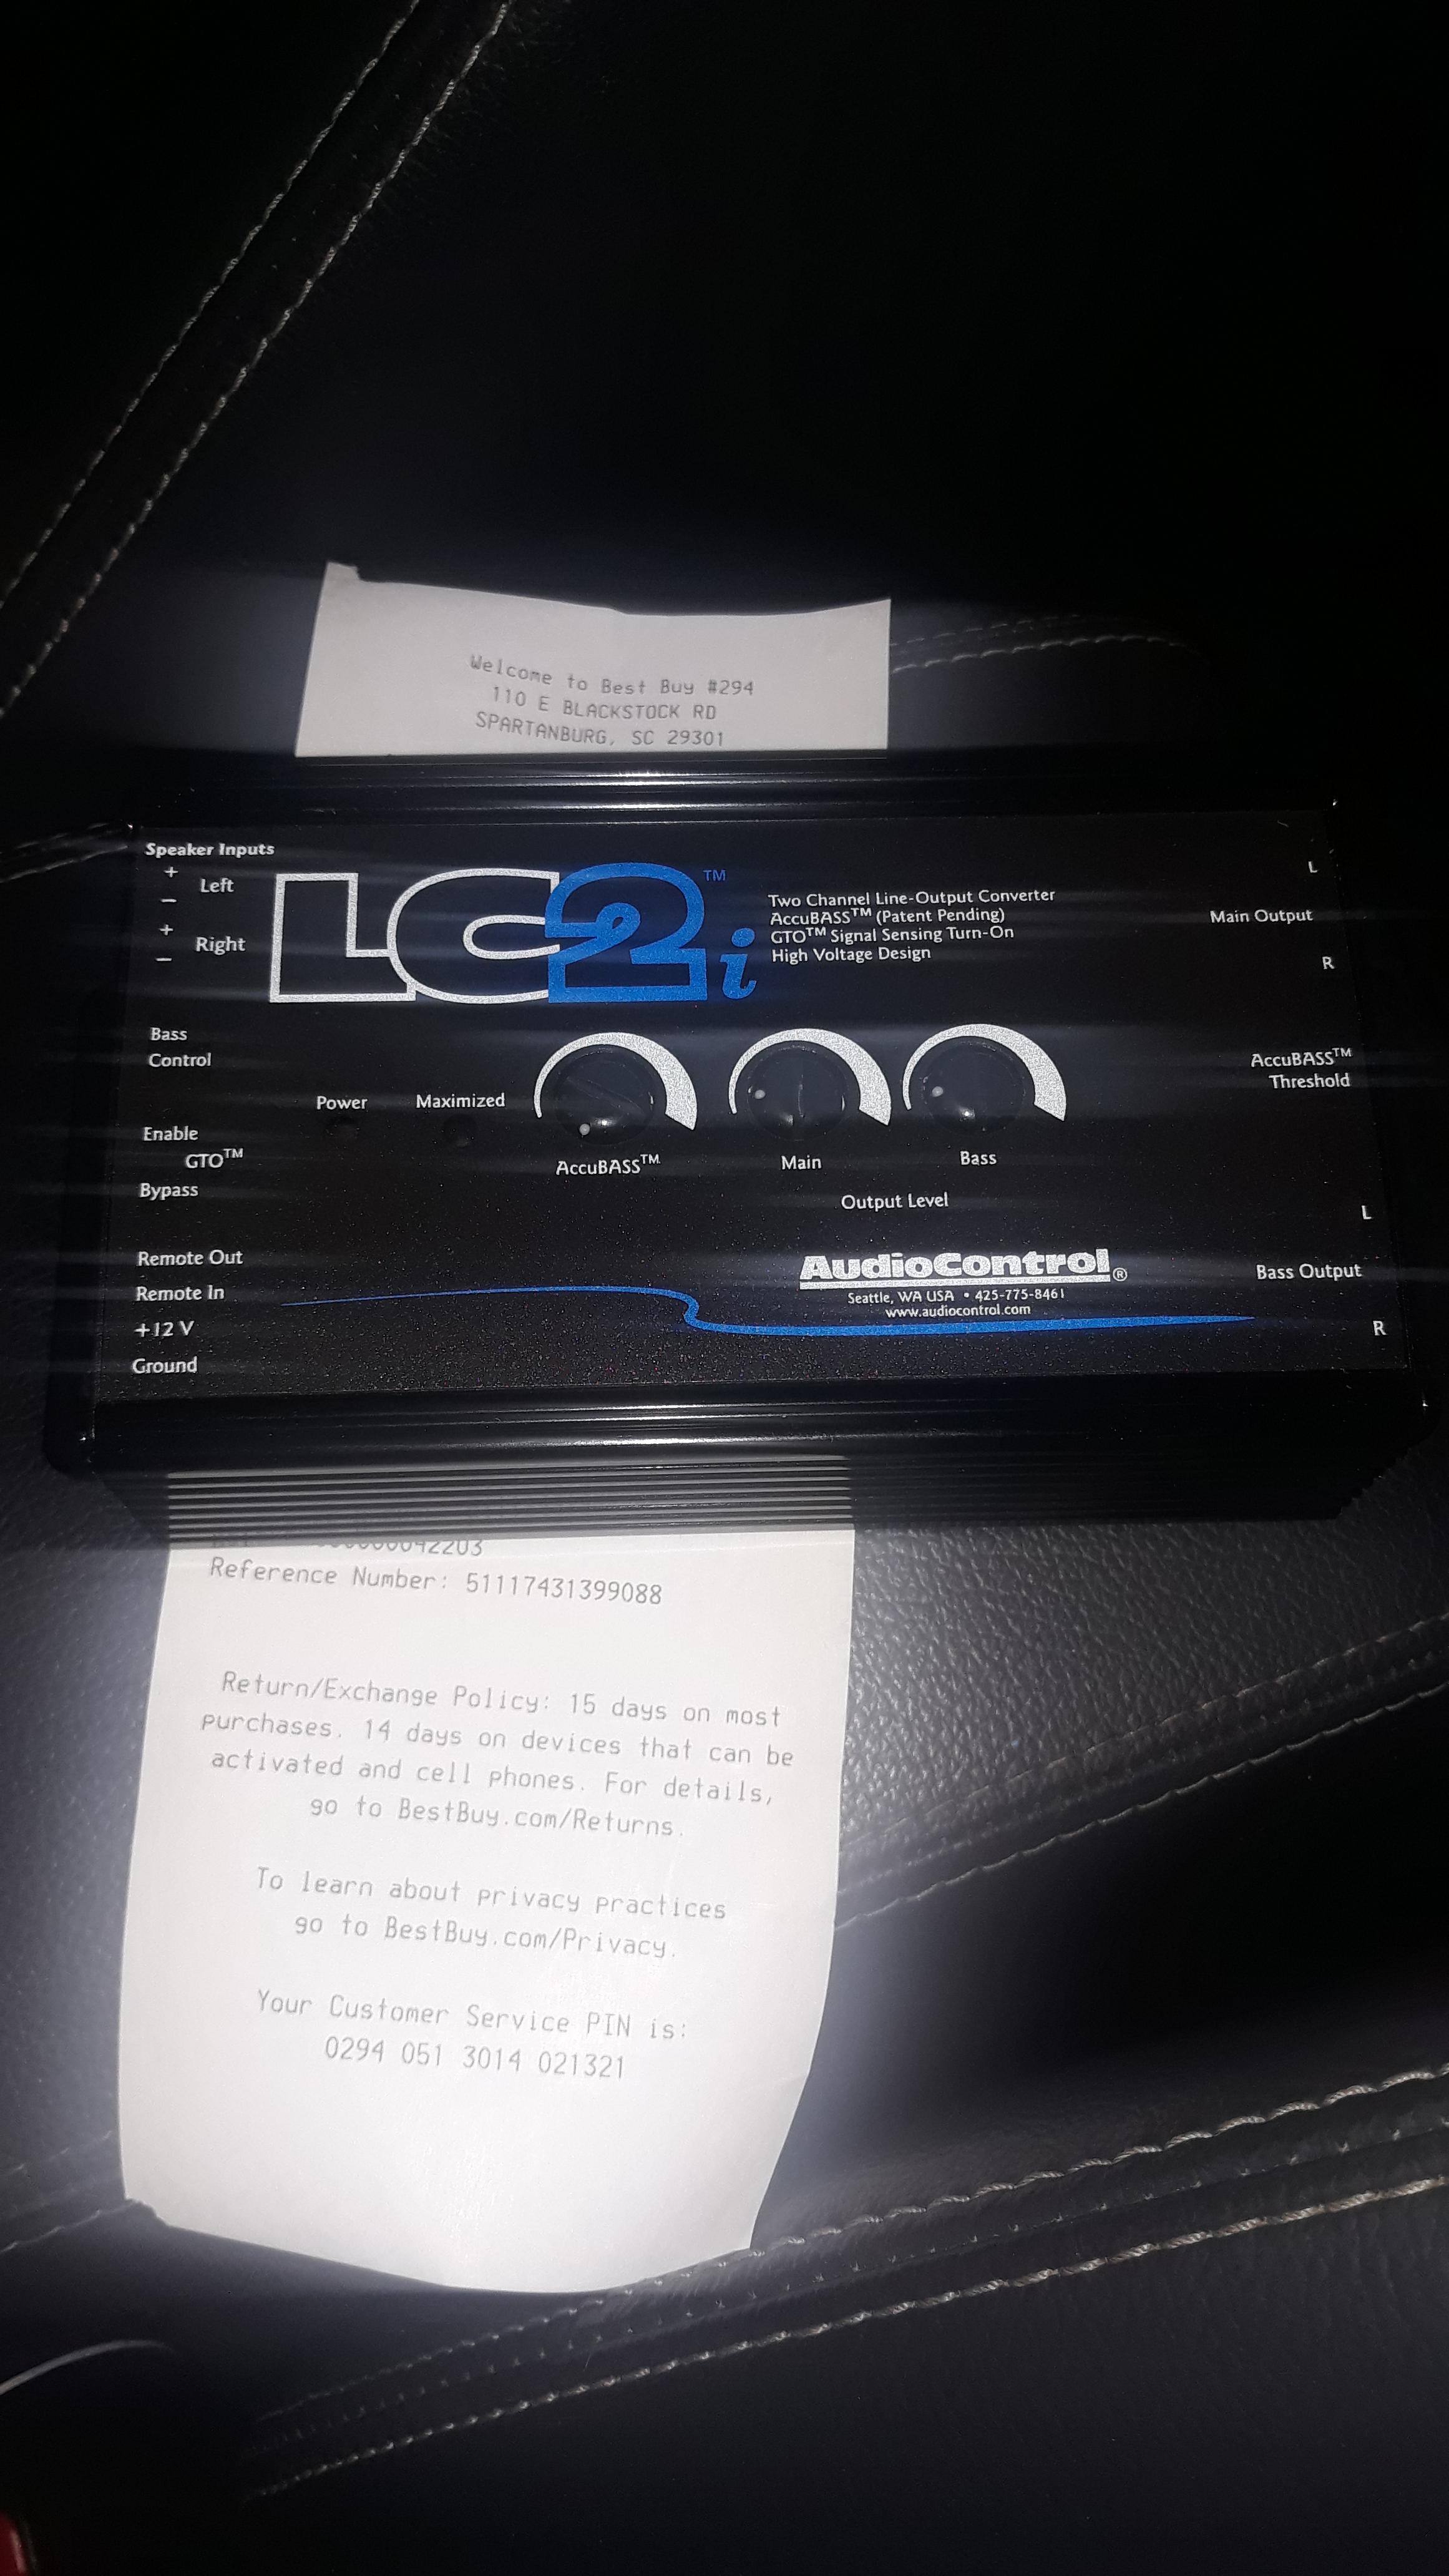 Welcome to Best Buy #294
110 E BLACKSTOCK RD
SPARTANBURG, SC 29301
Speaker Inputs
+
Left
−
+
Right
−
LC2i™
Two Channel Line-Output Converter
AccuBASS™ (Patent Pending)
GTO™ Signal Sensing Turn-On
High Voltage Design
L
Main Output
R
Bass
Control
Power
Maximized
AccuBASS™
Main
Bass
Output Level
AccuBASS™
Threshold
Enable
GTO™
Bypass
Remote Out
Remote In
+12 V
Ground
AudioControl®
Seattle, WA USA • 425-775-8461
www.audiocontrol.com
L
Bass Output
R
42203
Reference Number: 51117431399088
Return/Exchange Policy: 15 days on most
purchases. 14 days on devices that can be
activated and cell phones. For details,
go to BestBuy.com/Returns.
To learn about privacy practices
go to BestBuy.com/Privacy.
Your Customer Service PIN is:
0294 051 3014 021321